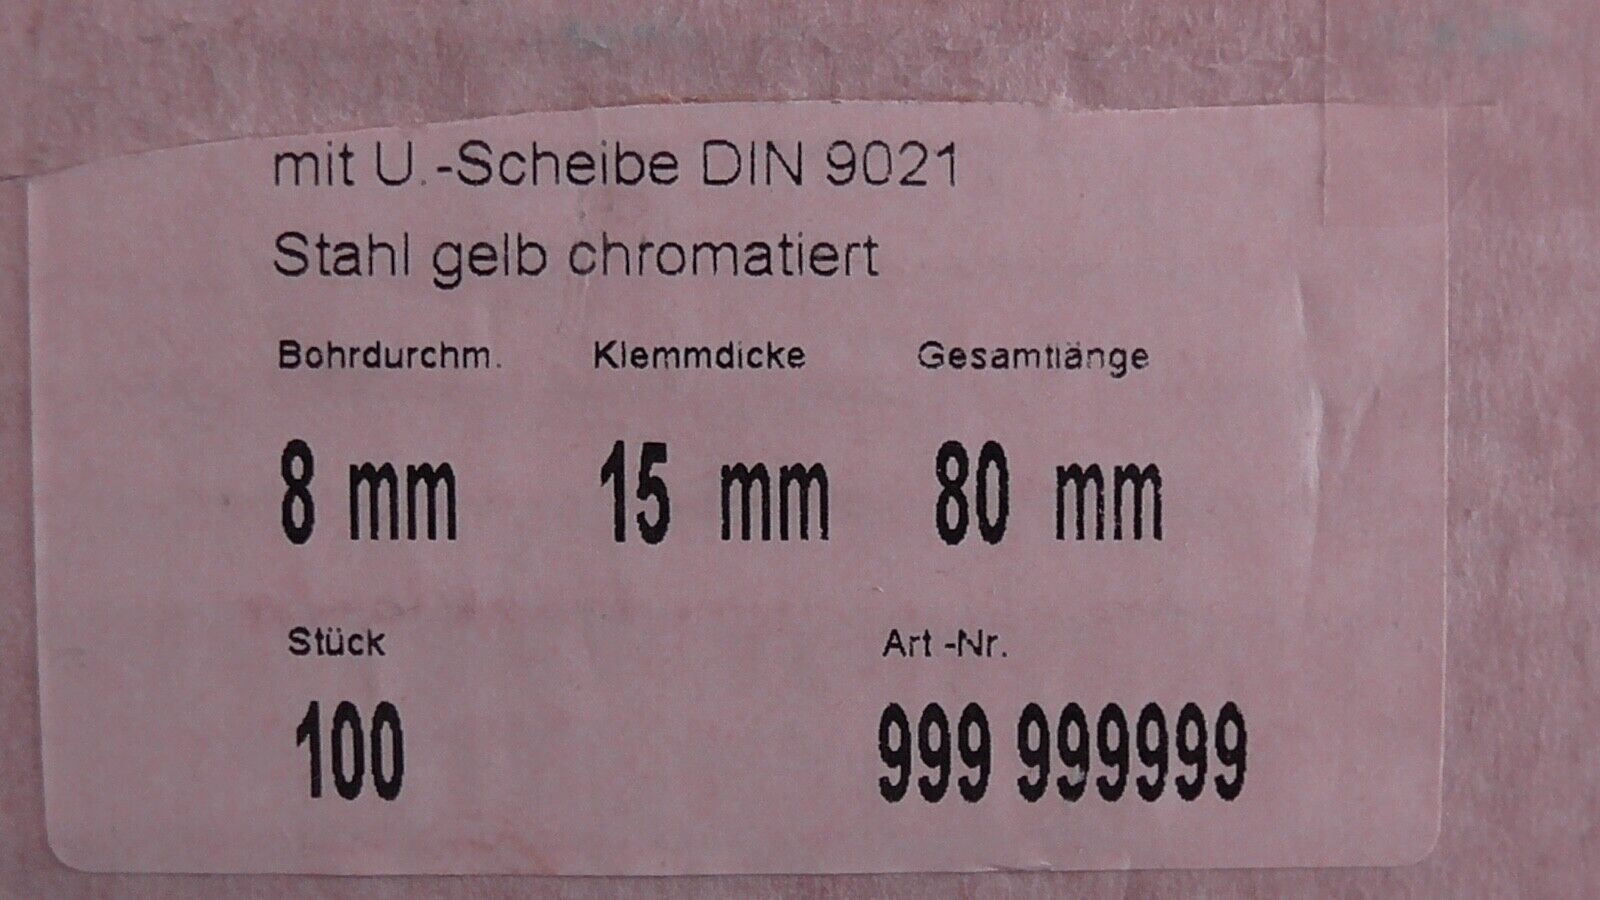 mit U.-Scheibe DIN 9021
Stahl gelb chromatiert
Bohrdurchm. Klemmdicke Gesamtlänge
8 mm 15 mm 80 mm
Stück Art.-Nr.
100 999 999999